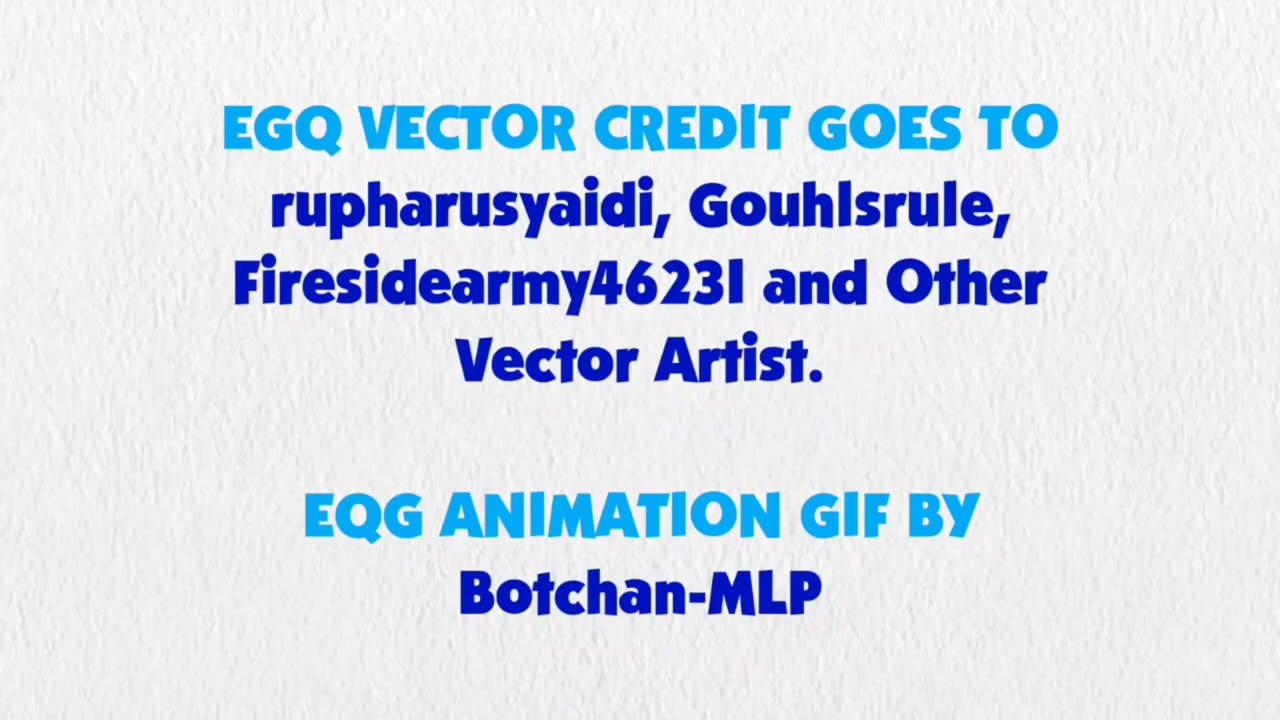 EGQ VECTOR CREDIT GOES TO
rupharusyaidi, Gouhlsrule,
Firesidearmy46231 and Other
Vector Artist.
EQG ANIMATION GIF BY
Botchan-MLP